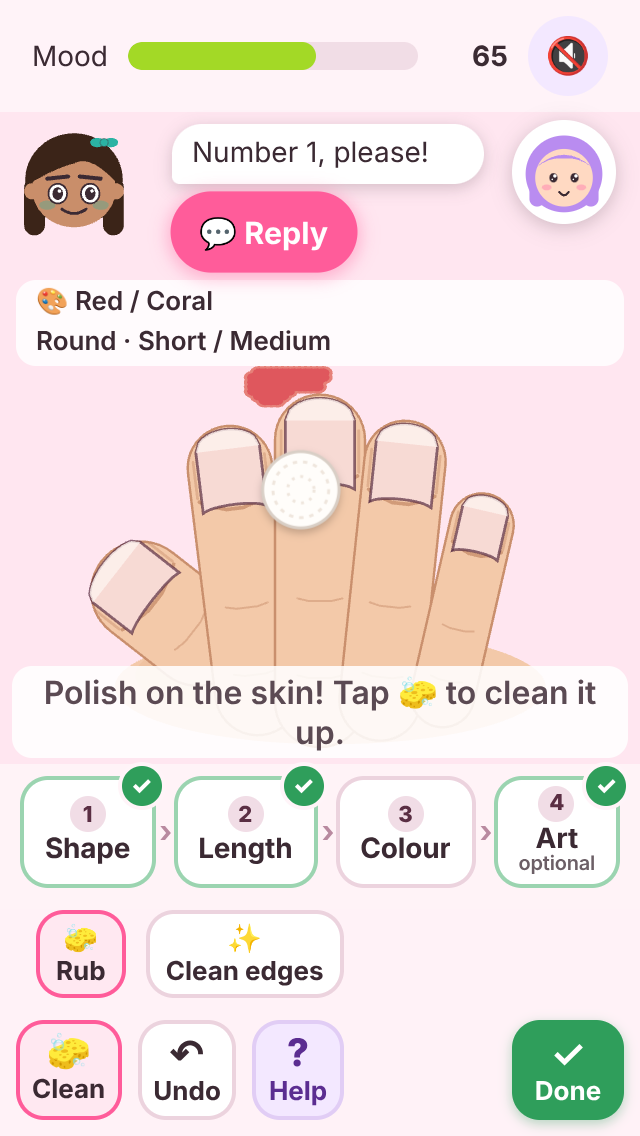 Mood
65
Number 1, please!
Reply
Red / Coral
Round · Short / Medium
Polish on the skin! Tap 🧽 to clean it
up.
1
Shape
2
Length
3
Colour
4
Art
optional
Rub
Clean edges
Clean
Undo
?
Help
Done